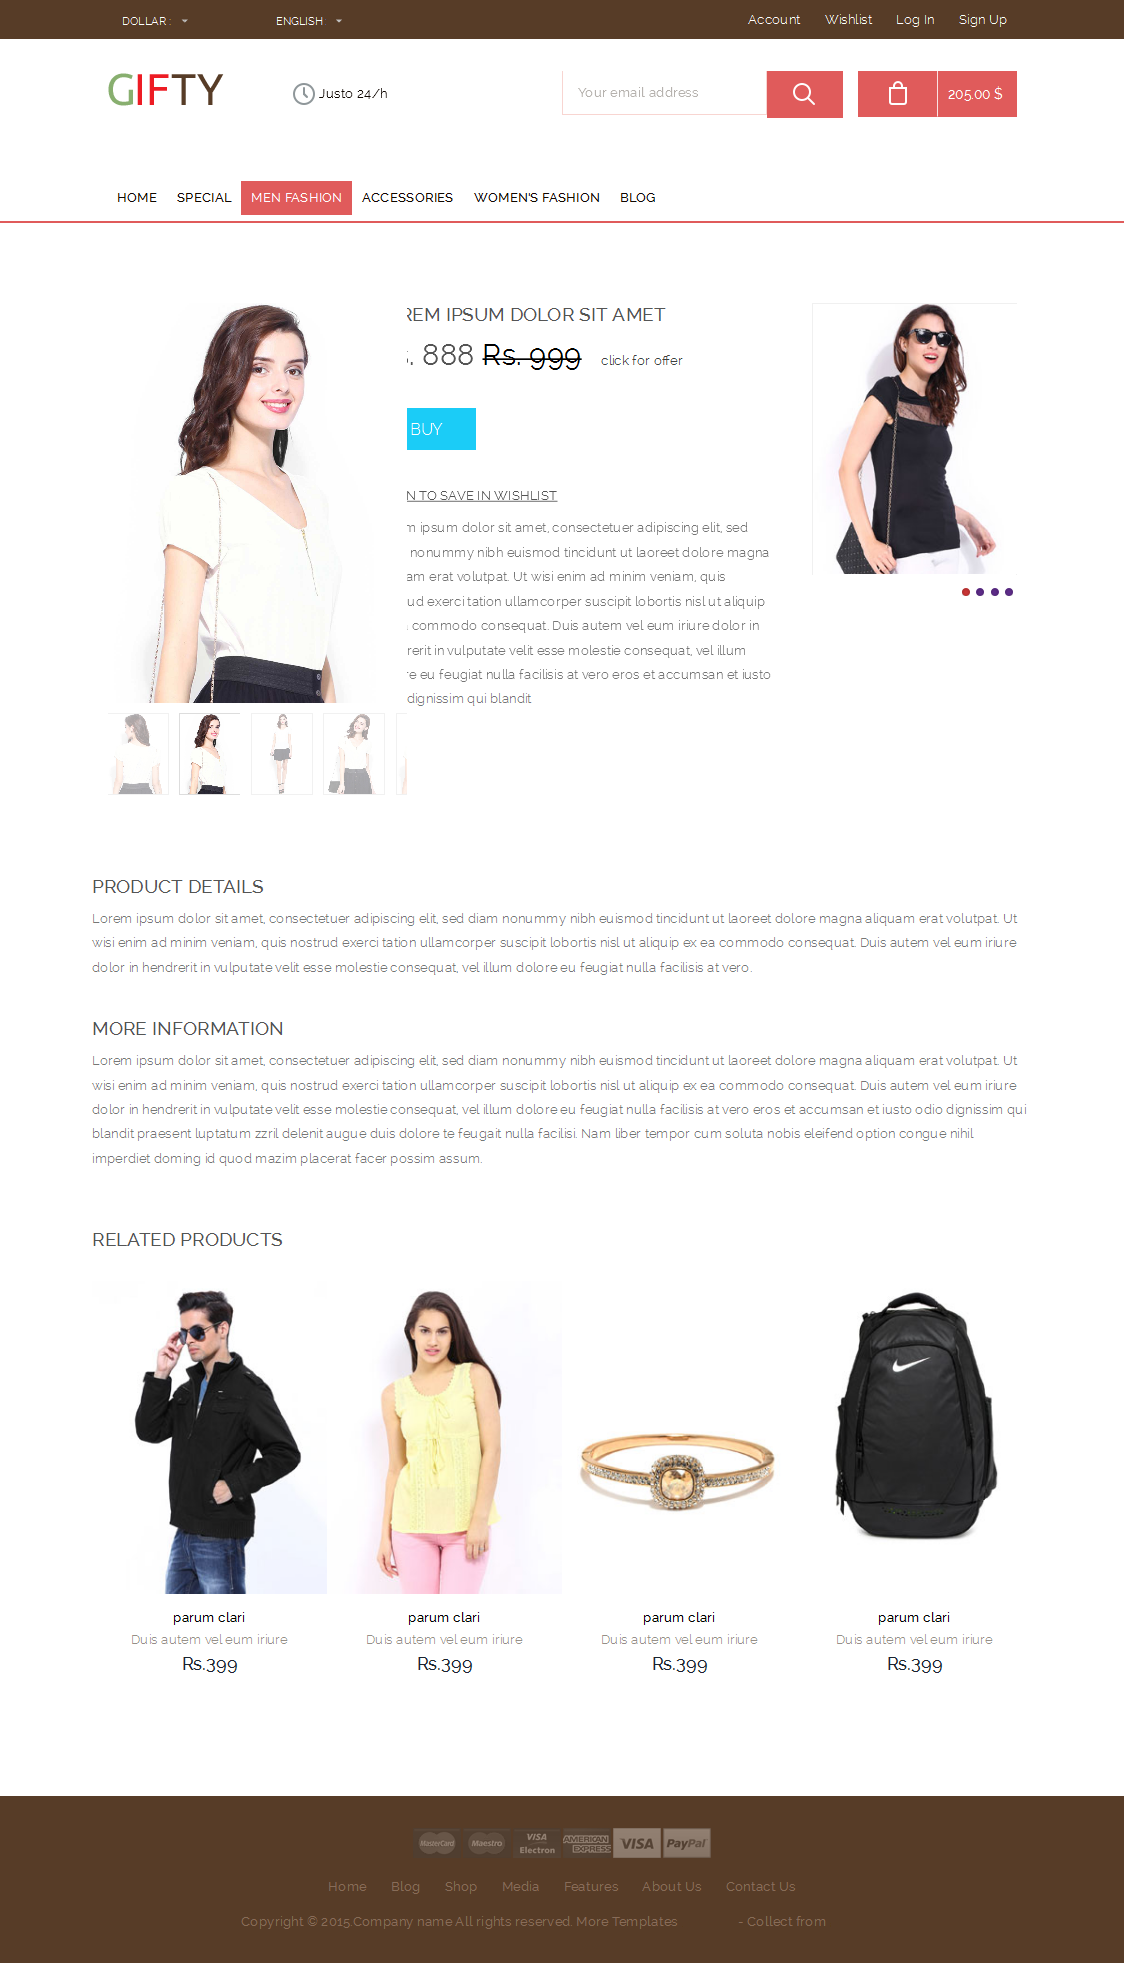 DOLLAR :
ENGLISH
Account Wishlist Log In Sign Up
GIFTY
Justo 24/h
Your email address
205.00 $
HOME SPECIAL MEN FASHION ACCESSORIES WOMEN'S FASHION BLOG
REM IPSUM DOLOR SIT AMET
. 888 Rs. 999 click for offer
BUY
N TO SAVE IN WISHLIST
m ipsum dolor sit amet, consectetuer adipiscing elit, sed
nonummy nibh euismod tincidunt ut laoreet dolore magna
am erat volutpat. Ut wisi enim ad minim veniam, quis
ud exerci tation ullamcorper suscipit lobortis nisl ut aliquip
commodo consequat. Duis autem vel eum iriure dolor in
rerit in vulputate velit esse molestie consequat, vel illum
re eu feugiat nulla facilisis at vero eros et accumsan et iusto
dignissim qui blandit
PRODUCT DETAILS
Lorem ipsum dolor sit amet, consectetuer adipiscing elit, sed diam nonummy nibh euismod tincidunt ut laoreet dolore magna aliquam erat volutpat. Ut
wisi enim ad minim veniam, quis nostrud exerci tation ullamcorper suscipit lobortis nisl ut aliquip ex ea commodo consequat. Duis autem vel eum iriure
dolor in hendrerit in vulputate velit esse molestie consequat, vel illum dolore eu feugiat nulla facilisis at vero.
MORE INFORMATION
Lorem ipsum dolor sit amet, consectetuer adipiscing elit, sed diam nonummy nibh euismod tincidunt ut laoreet dolore magna aliquam erat volutpat. Ut
wisi enim ad minim veniam, quis nostrud exerci tation ullamcorper suscipit lobortis nisl ut aliquip ex ea commodo consequat. Duis autem vel eum iriure
dolor in hendrerit in vulputate velit esse molestie consequat, vel illum dolore eu feugiat nulla facilisis at vero eros et accumsan et iusto odio dignissim qui
blandit praesent luptatum zzril delenit augue duis dolore te feugait nulla facilisi. Nam liber tempor cum soluta nobis eleifend option congue nihil
imperdiet doming id quod mazim placerat facer possim assum.
RELATED PRODUCTS
parum clari parum clari parum clari parum clari
Duis autem vel eum iriure Duis autem vel eum iriure Duis autem vel eum iriure Duis autem vel eum iriure
Rs.399 Rs.399 Rs.399 Rs.399
MasterCard Maestro VISA Electron AMERICAN EXPRESS VISA PayPal
Home Blog Shop Media Features About Us Contact Us
Copyright © 2015.Company name All rights reserved. More Templates - Collect from